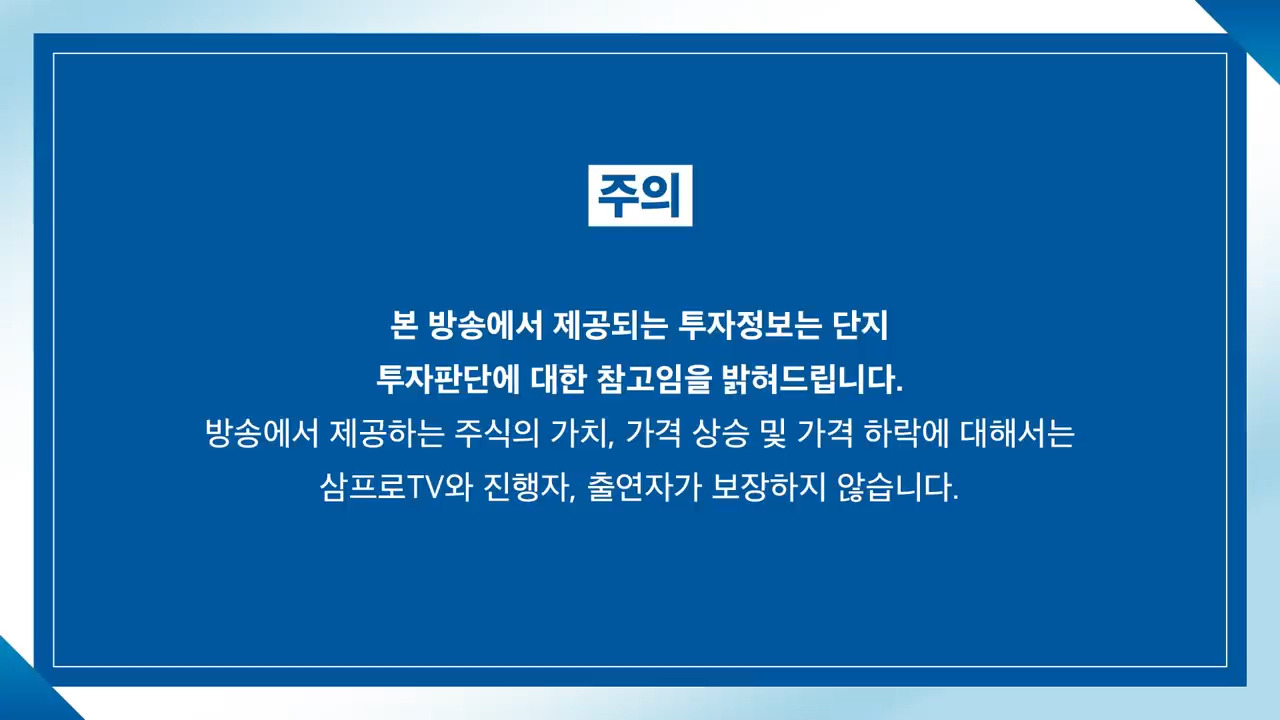 주의
본 방송에서 제공되는 투자정보는 단지
투자판단에 대한 참고임을 밝혀드립니다.
방송에서 제공하는 주식의 가치, 가격 상승 및 가격 하락에 대해서는
삼프로TV와 진행자, 출연자가 보장하지 않습니다.